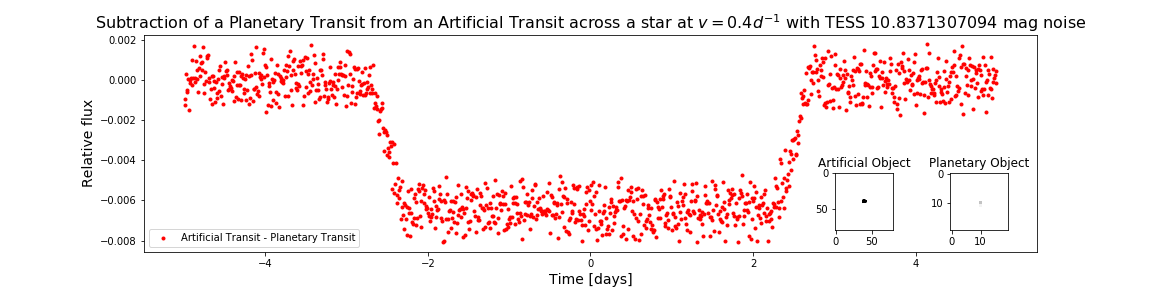 Subtraction of a Planetary Transit from an Artificial Transit across a star at v = 0.4d⁻¹ with TESS 10.8371307094 mag noise
0.002
0.000
−0.002
−0.004
−0.006
−0.008
Relative flux
Artificial Object
0
50
0 50
Planetary Object
0
10
0 10
Artificial Transit - Planetary Transit
−4 −2 0 2 4
Time [days]